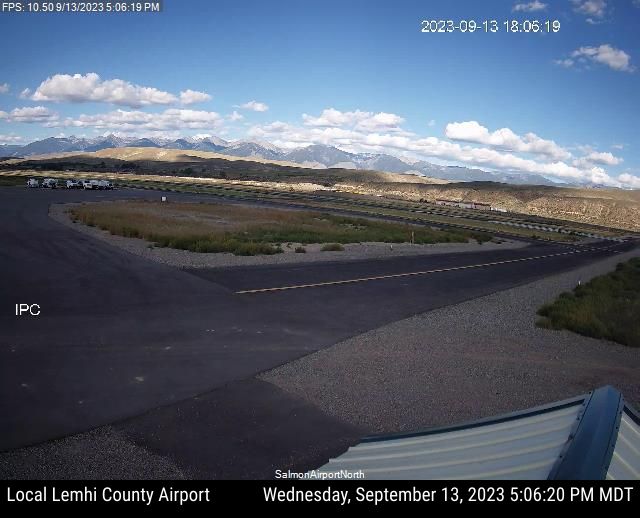 FPS: 10.50 9/13/2023 5:06:19 PM
2023-09-13 18:06:19
IPC
SalmonAirportNorth
Local Lemhi County Airport Wednesday, September 13, 2023 5:06:20 PM MDT